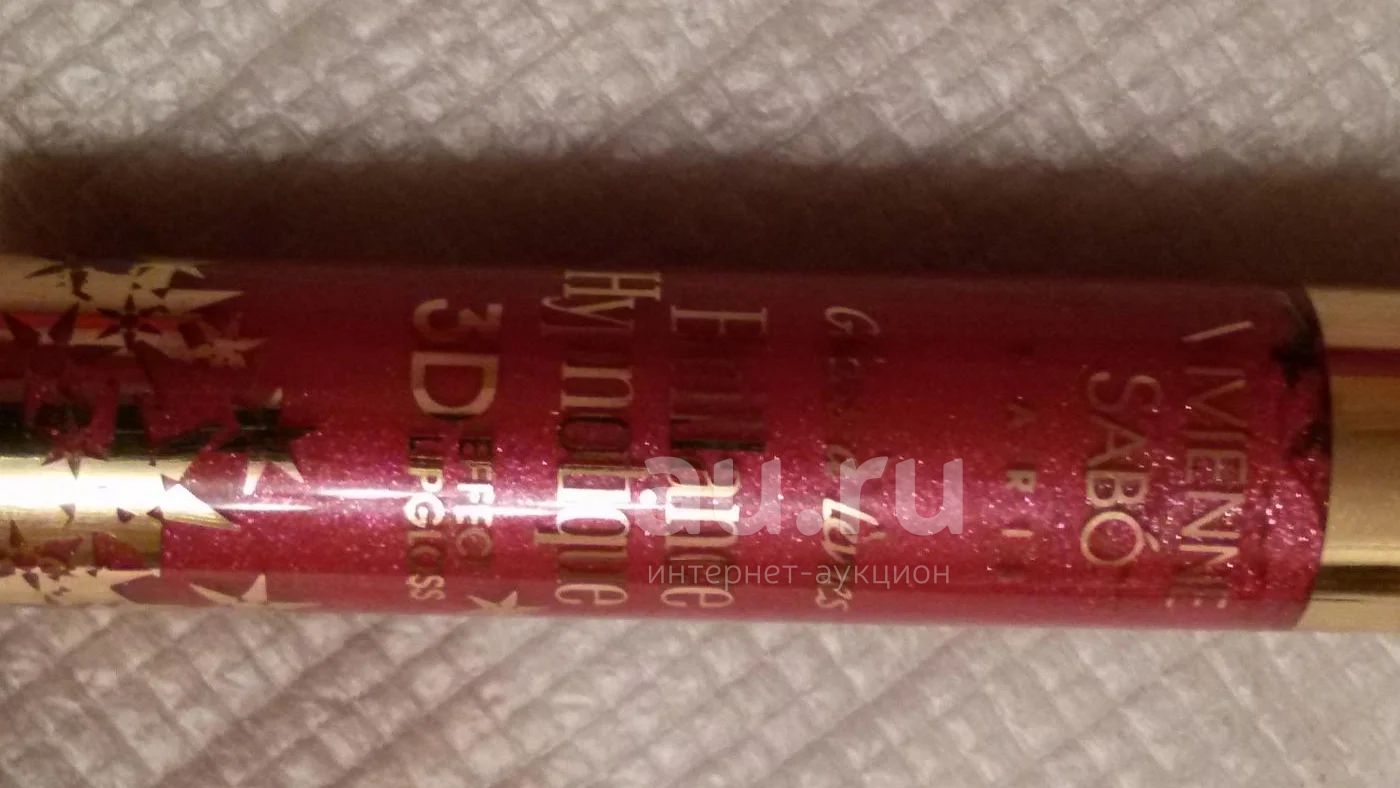 VIVIENNE
SABÓ
PARIS
Gloss à Lèvres
Brillance
Hypnotique
3D EFFECT
LIPGLOSS
au.ru
интернет-аукцион